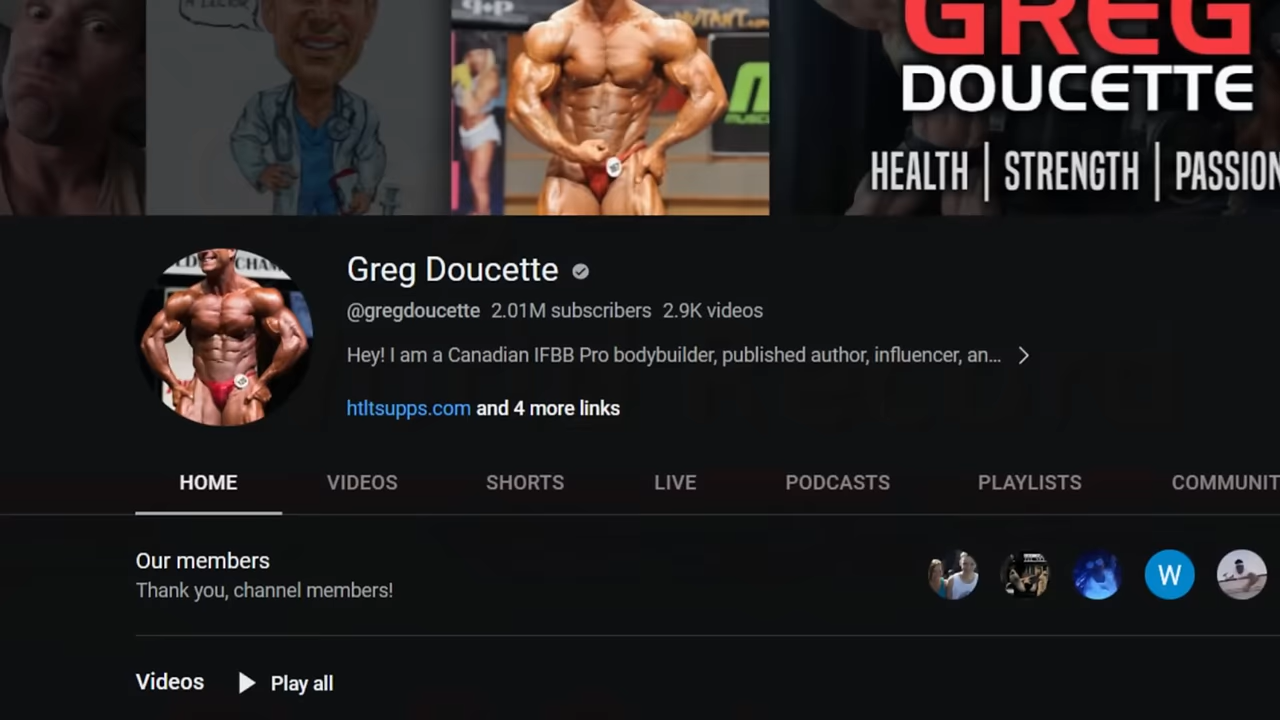 GREG
DOUCETTE
HEALTH | STRENGTH | PASSION
Greg Doucette
@gregdoucette 2.01M subscribers 2.9K videos
Hey! I am a Canadian IFBB Pro bodybuilder, published author, influencer, an...
htltsupps.com and 4 more links
HOME VIDEOS SHORTS LIVE PODCASTS PLAYLISTS COMMUNIT
Our members
Thank you, channel members!
W
Videos Play all